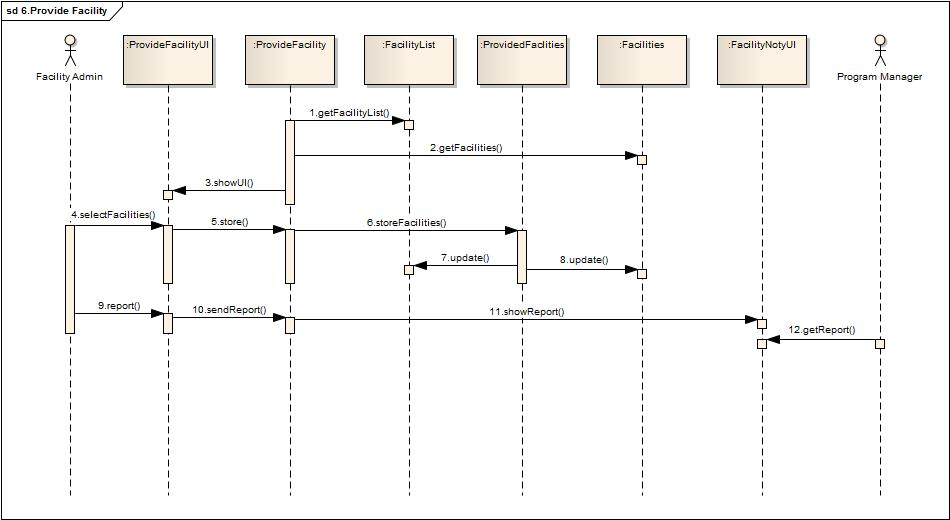 sd 6.Provide Facility
:ProvideFacilityUI
:ProvideFacility
:FacilityList
:ProvidedFaclities
:Facilities
:FacilityNotyUI
Facility Admin
Program Manager
1.getFacilityList()
2.getFacilities()
3.showUI()
4.selectFacilities()
5.store()
6.storeFacilities()
7.update()
8.update()
9.report()
10.sendReport()
11.showReport()
12.getReport()